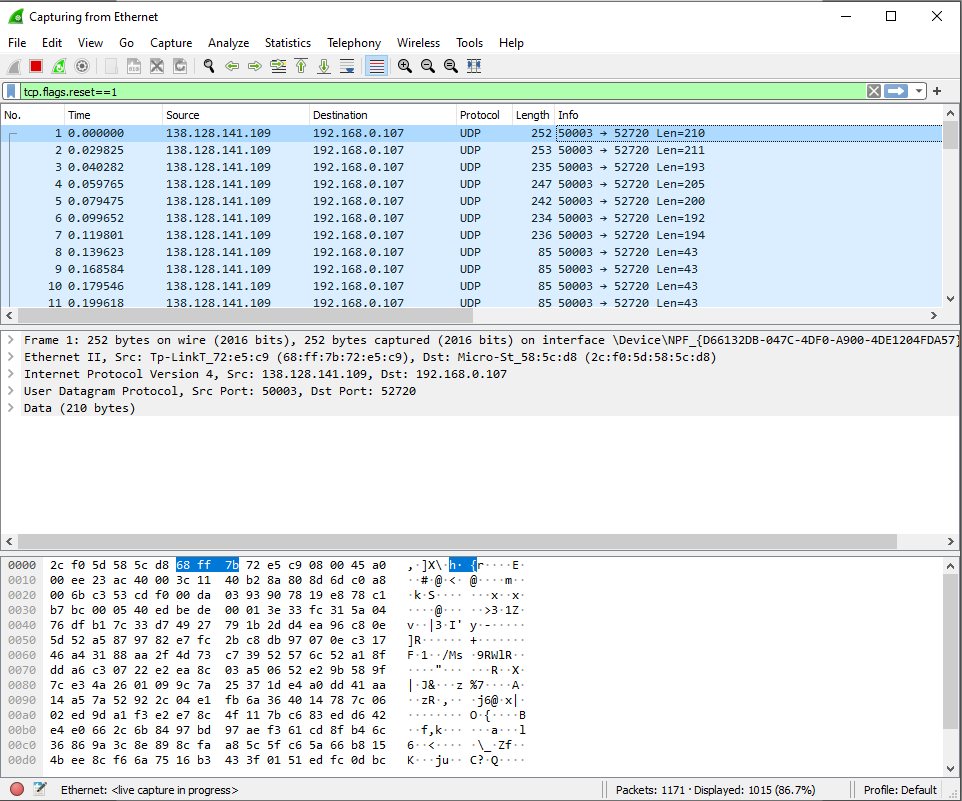 Capturing from Ethernet
File Edit View Go Capture Analyze Statistics Telephony Wireless Tools Help
tcp.flags.reset==1
No. Time Source Destination Protocol Length Info
1 0.000000 138.128.141.109 192.168.0.107 UDP 252 50003 → 52720 Len=210
2 0.029825 138.128.141.109 192.168.0.107 UDP 253 50003 → 52720 Len=211
3 0.040282 138.128.141.109 192.168.0.107 UDP 235 50003 → 52720 Len=193
4 0.059765 138.128.141.109 192.168.0.107 UDP 247 50003 → 52720 Len=205
5 0.079475 138.128.141.109 192.168.0.107 UDP 242 50003 → 52720 Len=200
6 0.099652 138.128.141.109 192.168.0.107 UDP 234 50003 → 52720 Len=192
7 0.119801 138.128.141.109 192.168.0.107 UDP 236 50003 → 52720 Len=194
8 0.139623 138.128.141.109 192.168.0.107 UDP 85 50003 → 52720 Len=43
9 0.168584 138.128.141.109 192.168.0.107 UDP 85 50003 → 52720 Len=43
10 0.179546 138.128.141.109 192.168.0.107 UDP 85 50003 → 52720 Len=43
11 0.199618 138.128.141.109 192.168.0.107 UDP 85 50003 → 52720 Len=43
Frame 1: 252 bytes on wire (2016 bits), 252 bytes captured (2016 bits) on interface \Device\NPF_{D66132DB-047C-4DF0-A900-4DE1204FDA57}
Ethernet II, Src: Tp-LinkT_72:e5:c9 (68:ff:7b:72:e5:c9), Dst: Micro-St_58:5c:d8 (2c:f0:5d:58:5c:d8)
Internet Protocol Version 4, Src: 138.128.141.109, Dst: 192.168.0.107
User Datagram Protocol, Src Port: 50003, Dst Port: 52720
Data (210 bytes)
0000 2c f0 5d 58 5c d8 68 ff 7b 72 e5 c9 08 00 45 a0 ,·]X\·h·{r····E·
0010 00 ee 23 ac 40 00 3c 11 40 b2 8a 80 8d 6d c0 a8 ··#·@·<·@····m··
0020 00 6b c3 53 cd f0 00 da 03 93 90 78 19 e8 78 c1 ·k·S·······x··x·
0030 b7 bc 00 05 40 ed be de 00 01 3e 33 fc 31 5a 04 ····@·····>3·1Z·
0040 76 df b1 7c 33 d7 49 27 79 1b 2d d4 ea 96 c8 0e v··|3·I'y·-·····
0050 5d 52 a5 87 97 82 e7 fc 2b c8 db 97 07 0e c3 17 ]R······+·······
0060 46 a4 31 88 aa 2f 4d 73 c7 39 52 57 6c 52 a1 8f F·1··/Ms·9RWlR··
0070 dd a6 c3 07 22 e2 ea 8c 03 a5 06 52 e2 9b 58 9f ····"······R··X·
0080 7c e3 4a 26 01 09 9c 7a 25 37 1d e4 a0 dd 41 aa |·J&···z%7····A·
0090 14 a5 7a 52 92 2c 04 e1 fb 6a 36 40 14 78 7c 06 ··zR·,···j6@·x|·
00a0 02 ed 9d a1 f3 e2 e7 8c 4f 11 7b c6 83 ed d6 42 ········O·{····B
00b0 e4 e0 66 2c 6b 84 97 bd 97 ae f3 61 cd 8f b4 6c ··f,k······a···l
00c0 36 86 9a 3c 8e 89 8c fa a8 5c 5f c6 5a 66 b8 15 6··<·····\_·Zf··
00d0 4b ee 8c f6 6a 75 16 b3 43 3f 01 51 ed fc 0d bc K···ju··C?·Q····
Ethernet: <live capture in progress> Packets: 1171 · Displayed: 1015 (86.7%) Profile: Default